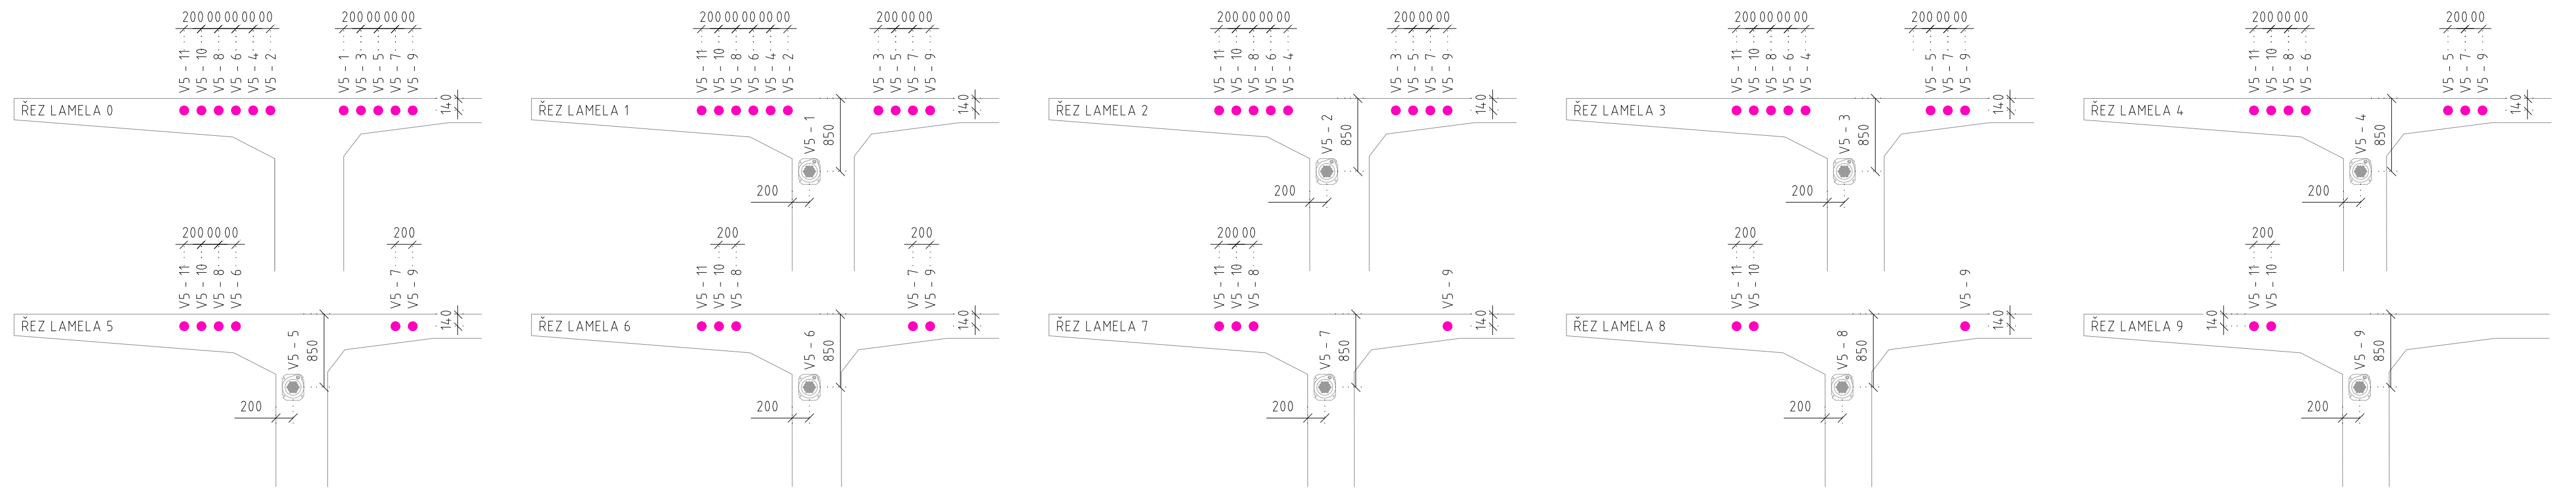 200 00 00 00 00
200 00 00 00
V5 - 11
V5 - 10
V5 - 8
V5 - 6
V5 - 4
V5 - 2
V5 - 1
V5 - 3
V5 - 5
V5 - 7
V5 - 9
ŘEZ LAMELA 0
140
200 00 00 00 00
200 00 00
V5 - 11
V5 - 10
V5 - 8
V5 - 6
V5 - 4
V5 - 2
V5 - 3
V5 - 5
V5 - 7
V5 - 9
ŘEZ LAMELA 1
V5 - 1
850
140
200
200 00 00 00
200 00 00
V5 - 11
V5 - 10
V5 - 8
V5 - 6
V5 - 4
V5 - 3
V5 - 5
V5 - 7
V5 - 9
ŘEZ LAMELA 2
V5 - 2
850
140
200
200 00 00 00
200 00 00
V5 - 11
V5 - 10
V5 - 8
V5 - 6
V5 - 4
V5 - 5
V5 - 7
V5 - 9
ŘEZ LAMELA 3
V5 - 3
850
140
200
200 00 00
200 00
V5 - 11
V5 - 10
V5 - 8
V5 - 6
V5 - 5
V5 - 7
V5 - 9
ŘEZ LAMELA 4
V5 - 4
850
140
200
200 00 00
200
V5 - 11
V5 - 10
V5 - 8
V5 - 6
V5 - 7
V5 - 9
ŘEZ LAMELA 5
V5 - 5
850
140
200
200
200
V5 - 11
V5 - 10
V5 - 8
V5 - 7
V5 - 9
ŘEZ LAMELA 6
V5 - 6
850
140
200
200 00
V5 - 11
V5 - 10
V5 - 8
V5 - 9
ŘEZ LAMELA 7
V5 - 7
850
140
200
200
V5 - 11
V5 - 10
V5 - 9
ŘEZ LAMELA 8
V5 - 8
850
140
200
200
V5 - 11
V5 - 10
ŘEZ LAMELA 9
140
V5 - 9
850
200